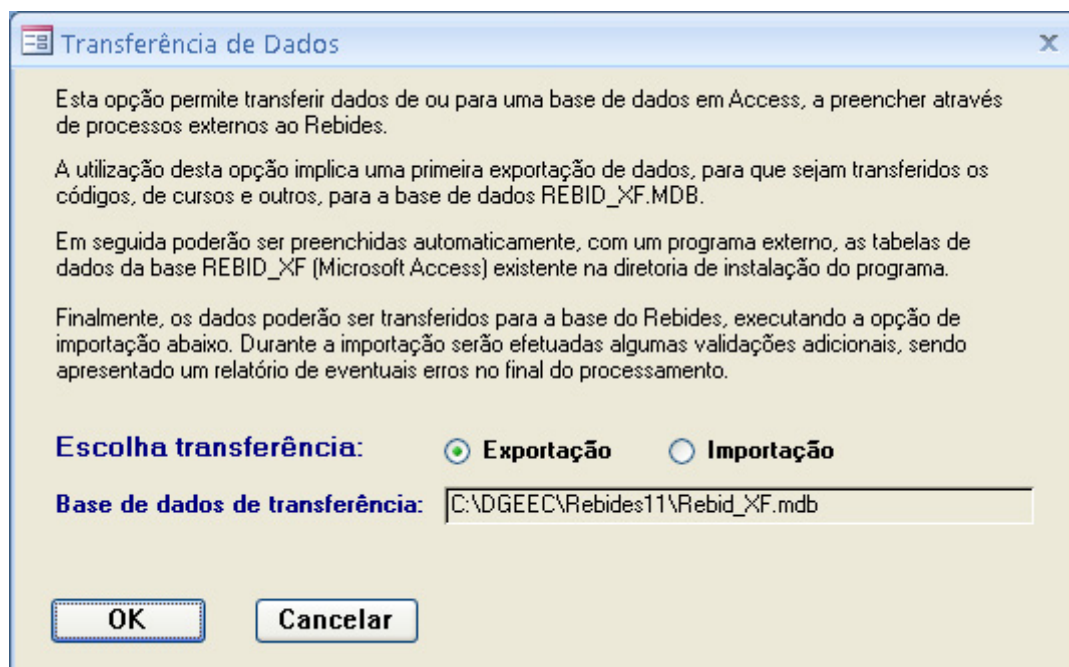 Transferência de Dados
Esta opção permite transferir dados de ou para uma base de dados em Access, a preencher através
de processos externos ao Rebides.
A utilização desta opção implica uma primeira exportação de dados, para que sejam transferidos os
códigos, de cursos e outros, para a base de dados REBID_XF.MDB.
Em seguida poderão ser preenchidas automaticamente, com um programa externo, as tabelas de
dados da base REBID_XF (Microsoft Access) existente na diretoria de instalação do programa.
Finalmente, os dados poderão ser transferidos para a base do Rebides, executando a opção de
importação abaixo. Durante a importação serão efetuadas algumas validações adicionais, sendo
apresentado um relatório de eventuais erros no final do processamento.
Escolha transferência: Exportação Importação
Base de dados de transferência: C:\DGEEC\Rebides11\Rebid_XF.mdb
OK Cancelar